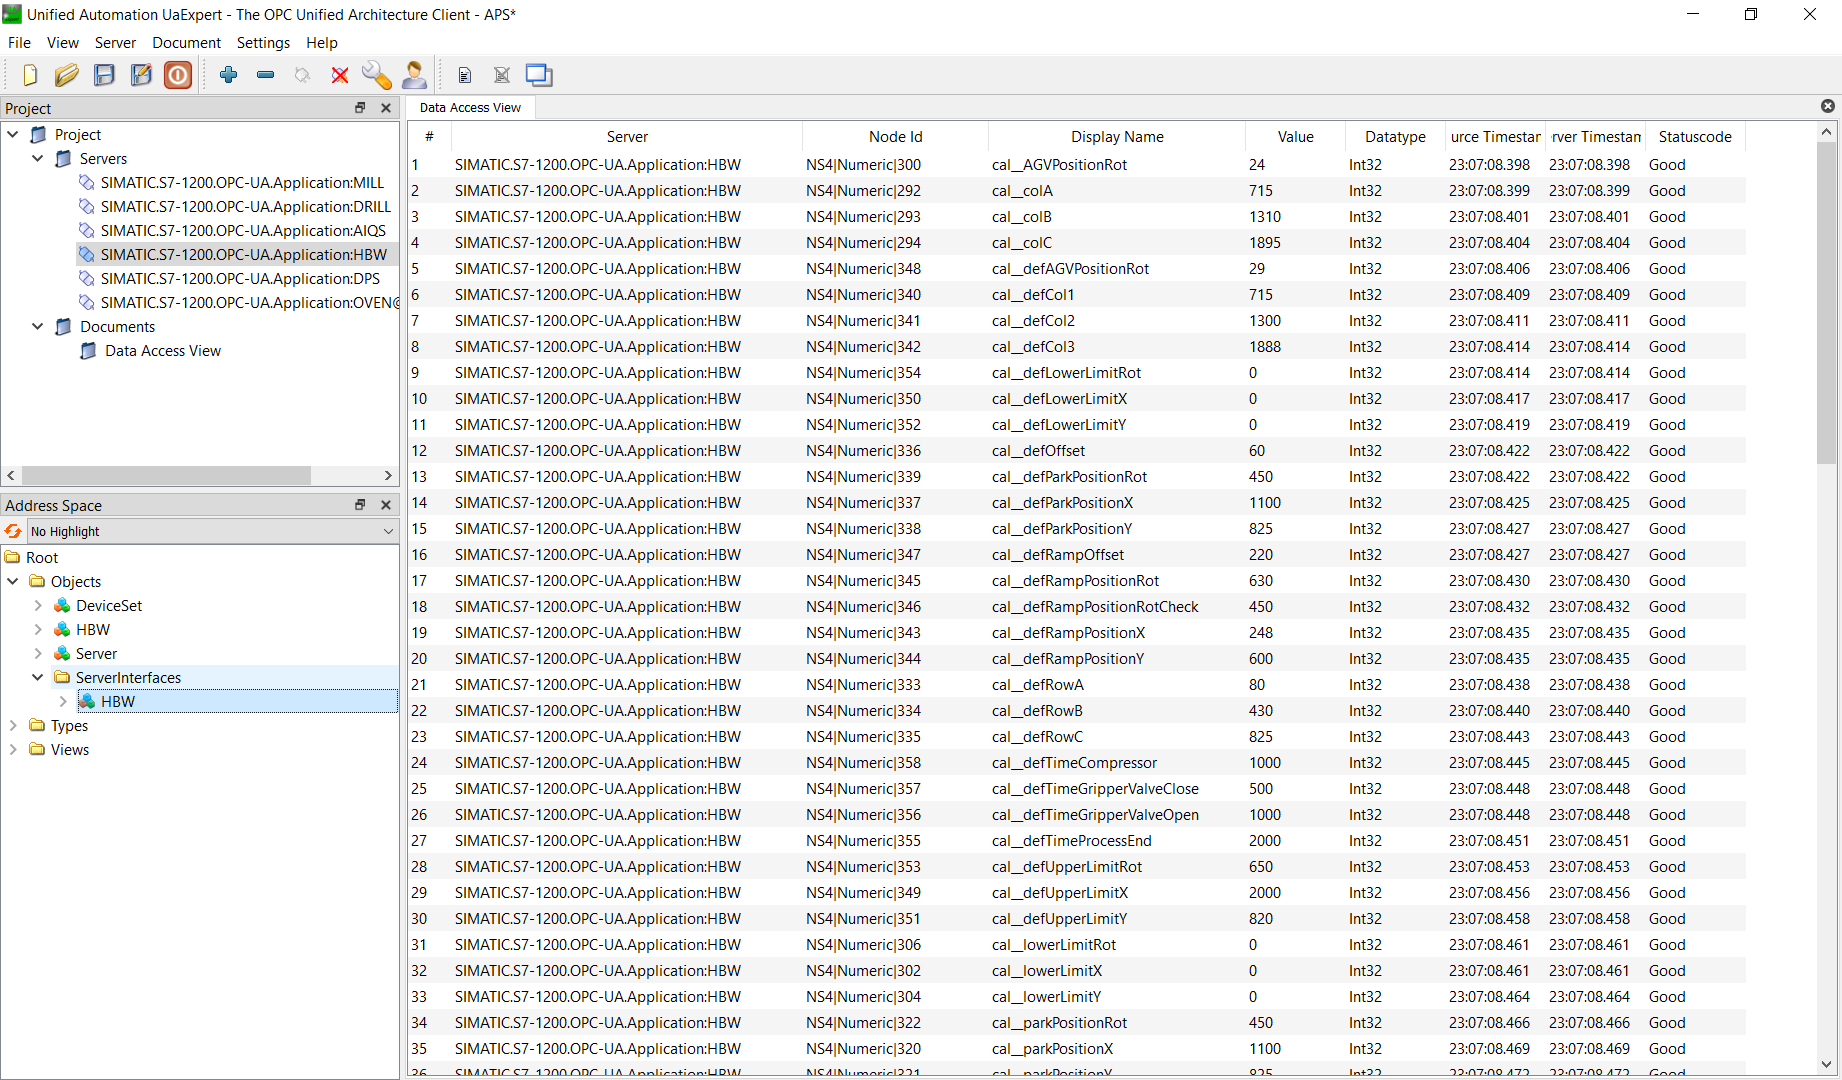 Unified Automation UaExpert - The OPC Unified Architecture Client - APS*
File View Server Document Settings Help
Project
Project
Servers
SIMATIC.S7-1200.OPC-UA.Application:MILL
SIMATIC.S7-1200.OPC-UA.Application:DRILL
SIMATIC.S7-1200.OPC-UA.Application:AIQS
SIMATIC.S7-1200.OPC-UA.Application:HBW
SIMATIC.S7-1200.OPC-UA.Application:DPS
SIMATIC.S7-1200.OPC-UA.Application:OVEN@
Documents
Data Access View
Address Space
No Highlight
Root
Objects
DeviceSet
HBW
Server
ServerInterfaces
HBW
Types
Views
Data Access View
# Server Node Id Display Name Value Datatype urce Timestar rver Timestam Statuscode
1 SIMATIC.S7-1200.OPC-UA.Application:HBW NS4|Numeric|300 cal__AGVPositionRot 24 Int32 23:07:08.398 23:07:08.398 Good
2 SIMATIC.S7-1200.OPC-UA.Application:HBW NS4|Numeric|292 cal__colA 715 Int32 23:07:08.399 23:07:08.399 Good
3 SIMATIC.S7-1200.OPC-UA.Application:HBW NS4|Numeric|293 cal__colB 1310 Int32 23:07:08.401 23:07:08.401 Good
4 SIMATIC.S7-1200.OPC-UA.Application:HBW NS4|Numeric|294 cal__colC 1895 Int32 23:07:08.404 23:07:08.404 Good
5 SIMATIC.S7-1200.OPC-UA.Application:HBW NS4|Numeric|348 cal__defAGVPositionRot 29 Int32 23:07:08.406 23:07:08.406 Good
6 SIMATIC.S7-1200.OPC-UA.Application:HBW NS4|Numeric|340 cal__defCol1 715 Int32 23:07:08.409 23:07:08.409 Good
7 SIMATIC.S7-1200.OPC-UA.Application:HBW NS4|Numeric|341 cal__defCol2 1300 Int32 23:07:08.411 23:07:08.411 Good
8 SIMATIC.S7-1200.OPC-UA.Application:HBW NS4|Numeric|342 cal__defCol3 1888 Int32 23:07:08.414 23:07:08.414 Good
9 SIMATIC.S7-1200.OPC-UA.Application:HBW NS4|Numeric|354 cal__defLowerLimitRot 0 Int32 23:07:08.414 23:07:08.414 Good
10 SIMATIC.S7-1200.OPC-UA.Application:HBW NS4|Numeric|350 cal__defLowerLimitX 0 Int32 23:07:08.417 23:07:08.417 Good
11 SIMATIC.S7-1200.OPC-UA.Application:HBW NS4|Numeric|352 cal__defLowerLimitY 0 Int32 23:07:08.419 23:07:08.419 Good
12 SIMATIC.S7-1200.OPC-UA.Application:HBW NS4|Numeric|336 cal__defOffset 60 Int32 23:07:08.422 23:07:08.422 Good
13 SIMATIC.S7-1200.OPC-UA.Application:HBW NS4|Numeric|339 cal__defParkPositionRot 450 Int32 23:07:08.422 23:07:08.422 Good
14 SIMATIC.S7-1200.OPC-UA.Application:HBW NS4|Numeric|337 cal__defParkPositionX 1100 Int32 23:07:08.425 23:07:08.425 Good
15 SIMATIC.S7-1200.OPC-UA.Application:HBW NS4|Numeric|338 cal__defParkPositionY 825 Int32 23:07:08.427 23:07:08.427 Good
16 SIMATIC.S7-1200.OPC-UA.Application:HBW NS4|Numeric|347 cal__defRampOffset 220 Int32 23:07:08.427 23:07:08.427 Good
17 SIMATIC.S7-1200.OPC-UA.Application:HBW NS4|Numeric|345 cal__defRampPositionRot 630 Int32 23:07:08.430 23:07:08.430 Good
18 SIMATIC.S7-1200.OPC-UA.Application:HBW NS4|Numeric|346 cal__defRampPositionRotCheck 450 Int32 23:07:08.432 23:07:08.432 Good
19 SIMATIC.S7-1200.OPC-UA.Application:HBW NS4|Numeric|343 cal__defRampPositionX 248 Int32 23:07:08.435 23:07:08.435 Good
20 SIMATIC.S7-1200.OPC-UA.Application:HBW NS4|Numeric|344 cal__defRampPositionY 600 Int32 23:07:08.435 23:07:08.435 Good
21 SIMATIC.S7-1200.OPC-UA.Application:HBW NS4|Numeric|333 cal__defRowA 80 Int32 23:07:08.438 23:07:08.438 Good
22 SIMATIC.S7-1200.OPC-UA.Application:HBW NS4|Numeric|334 cal__defRowB 430 Int32 23:07:08.440 23:07:08.440 Good
23 SIMATIC.S7-1200.OPC-UA.Application:HBW NS4|Numeric|335 cal__defRowC 825 Int32 23:07:08.443 23:07:08.443 Good
24 SIMATIC.S7-1200.OPC-UA.Application:HBW NS4|Numeric|358 cal__defTimeCompressor 1000 Int32 23:07:08.445 23:07:08.445 Good
25 SIMATIC.S7-1200.OPC-UA.Application:HBW NS4|Numeric|357 cal__defTimeGripperValveClose 500 Int32 23:07:08.448 23:07:08.448 Good
26 SIMATIC.S7-1200.OPC-UA.Application:HBW NS4|Numeric|356 cal__defTimeGripperValveOpen 1000 Int32 23:07:08.448 23:07:08.448 Good
27 SIMATIC.S7-1200.OPC-UA.Application:HBW NS4|Numeric|355 cal__defTimeProcessEnd 2000 Int32 23:07:08.451 23:07:08.451 Good
28 SIMATIC.S7-1200.OPC-UA.Application:HBW NS4|Numeric|353 cal__defUpperLimitRot 650 Int32 23:07:08.453 23:07:08.453 Good
29 SIMATIC.S7-1200.OPC-UA.Application:HBW NS4|Numeric|349 cal__defUpperLimitX 2000 Int32 23:07:08.456 23:07:08.456 Good
30 SIMATIC.S7-1200.OPC-UA.Application:HBW NS4|Numeric|351 cal__defUpperLimitY 820 Int32 23:07:08.458 23:07:08.458 Good
31 SIMATIC.S7-1200.OPC-UA.Application:HBW NS4|Numeric|306 cal__lowerLimitRot 0 Int32 23:07:08.461 23:07:08.461 Good
32 SIMATIC.S7-1200.OPC-UA.Application:HBW NS4|Numeric|302 cal__lowerLimitX 0 Int32 23:07:08.461 23:07:08.461 Good
33 SIMATIC.S7-1200.OPC-UA.Application:HBW NS4|Numeric|304 cal__lowerLimitY 0 Int32 23:07:08.464 23:07:08.464 Good
34 SIMATIC.S7-1200.OPC-UA.Application:HBW NS4|Numeric|322 cal__parkPositionRot 450 Int32 23:07:08.466 23:07:08.466 Good
35 SIMATIC.S7-1200.OPC-UA.Application:HBW NS4|Numeric|320 cal__parkPositionX 1100 Int32 23:07:08.469 23:07:08.469 Good
36 SIMATIC.S7-1200.OPC-UA.Application:HBW NS4|Numeric|321 cal__parkPositionY 825 Int32 23:07:08.472 23:07:08.472 Good